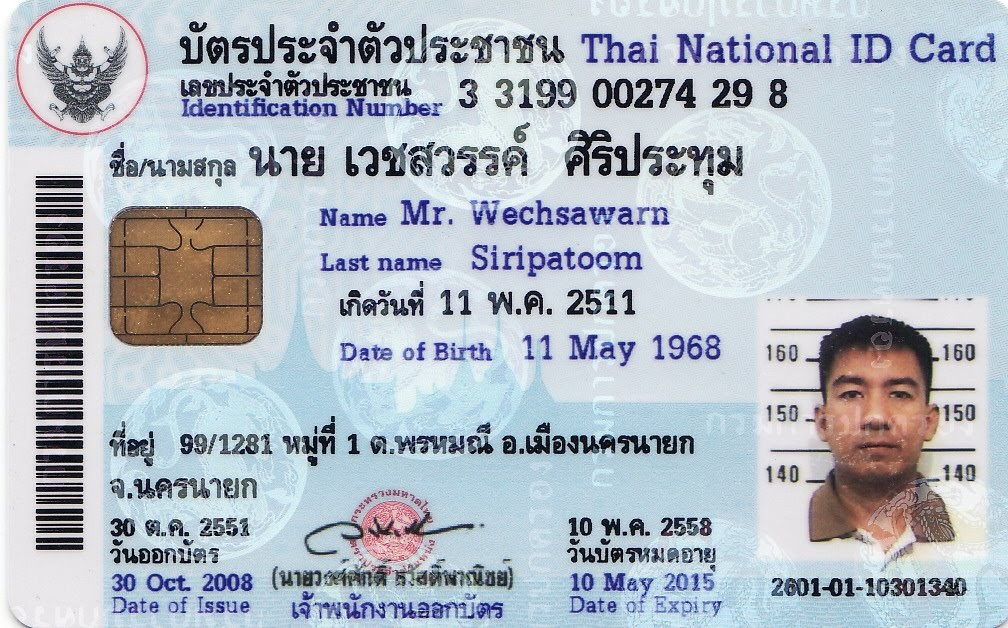 บัตรประจำตัวประชาชน Thai National ID Card
เลขประจำตัวประชาชน
Identification Number 3 3199 00274 29 8
ชื่อ/นามสกุล นาย เวชสวรรค์ ศิริประทุม
Name Mr. Wechsawarn
Last name Siripatoom
เกิดวันที่ 11 พ.ค. 2511
Date of Birth 11 May 1968
160 160
150 150
140 140
ที่อยู่ 99/1281 หมู่ที่ 1 ต.พรหมณี อ.เมืองนครนายก
จ.นครนายก
30 ต.ค. 2551
วันออกบัตร
30 Oct. 2008
Date of Issue
เจ้าพนักงานออกบัตร
10 พ.ค. 2558
วันบัตรหมดอายุ
10 May 2015
Date of Expiry
2601-01-10301340